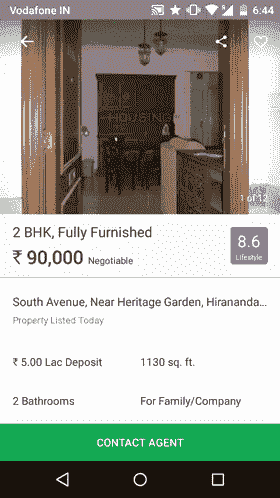 Vodafone IN
6:44
HOUSING
1 of 12
2 BHK, Fully Furnished
₹ 90,000 Negotiable
8.6
Lifestyle
South Avenue, Near Heritage Garden, Hirananda...
Property Listed Today
₹ 5.00 Lac Deposit
1130 sq. ft.
2 Bathrooms
For Family/Company
CONTACT AGENT